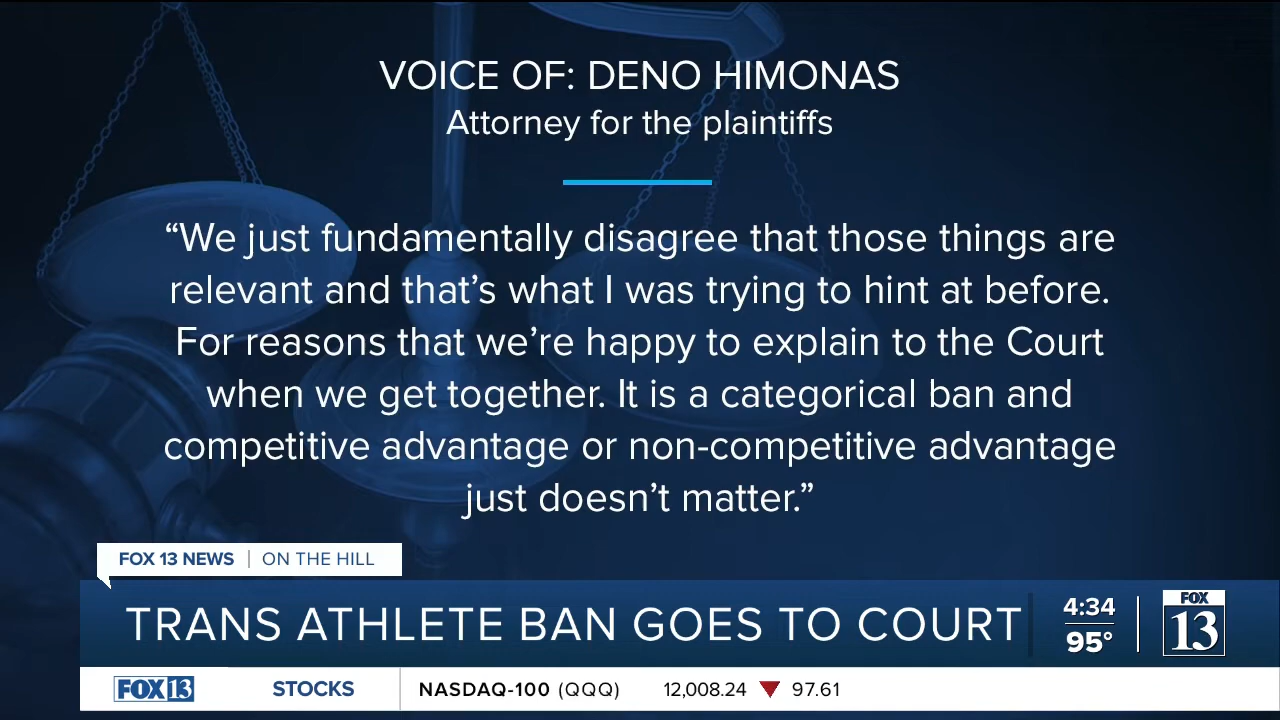 VOICE OF: DENO HIMONAS
Attorney for the plaintiffs
“We just fundamentally disagree that those things are
relevant and that’s what I was trying to hint at before.
For reasons that we’re happy to explain to the Court
when we get together. It is a categorical ban and
competitive advantage or non-competitive advantage
just doesn’t matter.”
FOX 13 NEWS | ON THE HILL
TRANS ATHLETE BAN GOES TO COURT
4:34
95°
FOX
13
FOX 13 STOCKS NASDAQ-100 (QQQ) 12,008.24 97.61